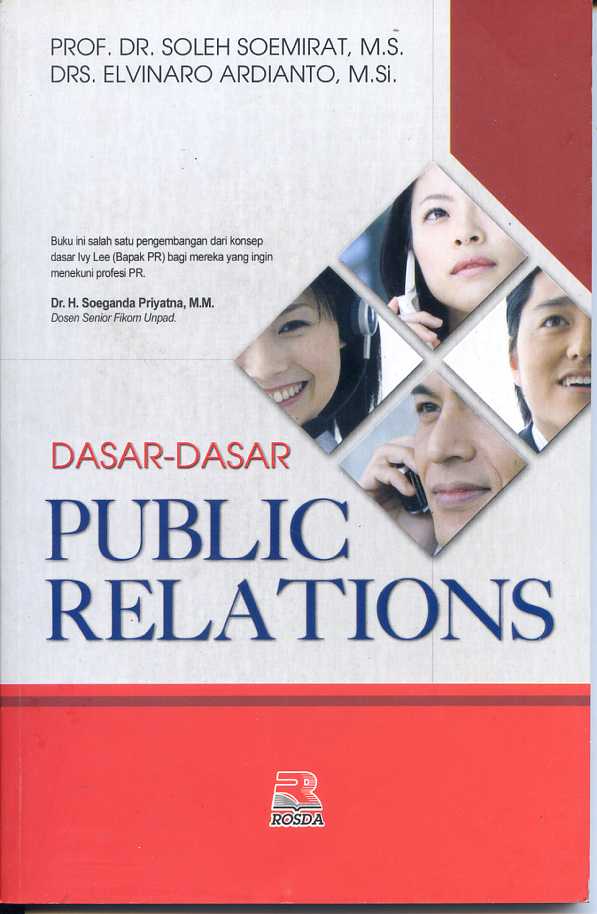 PROF. DR. SOLEH SOEMIRAT, M.S.
DRS. ELVINARO ARDIANTO, M.Si.
Buku ini salah satu pengembangan dari konsep
dasar Ivy Lee (Bapak PR) bagi mereka yang ingin
menekuni profesi PR.
Dr. H. Soeganda Priyatna, M.M.
Dosen Senior Fikom Unpad.
DASAR-DASAR
PUBLIC
RELATIONS
ROSDA